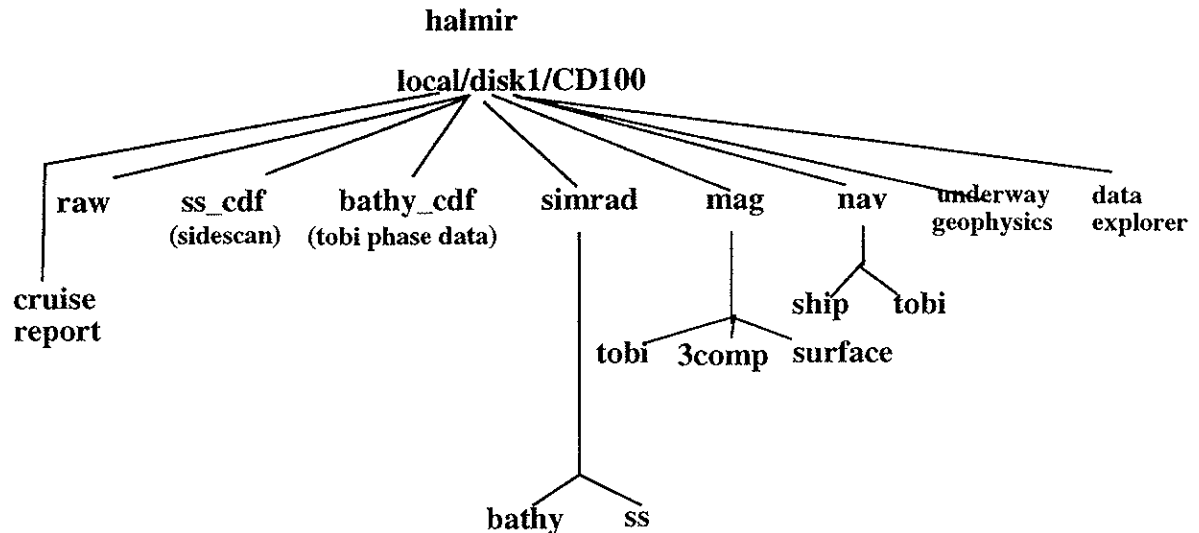 halmir
local/disk1/CD100
raw
ss_cdf
(sidescan)
bathy_cdf
(tobi phase data)
simrad
mag
nav
underway
geophysics
data
explorer
cruise
report
ship
tobi
tobi
3comp
surface
bathy
ss